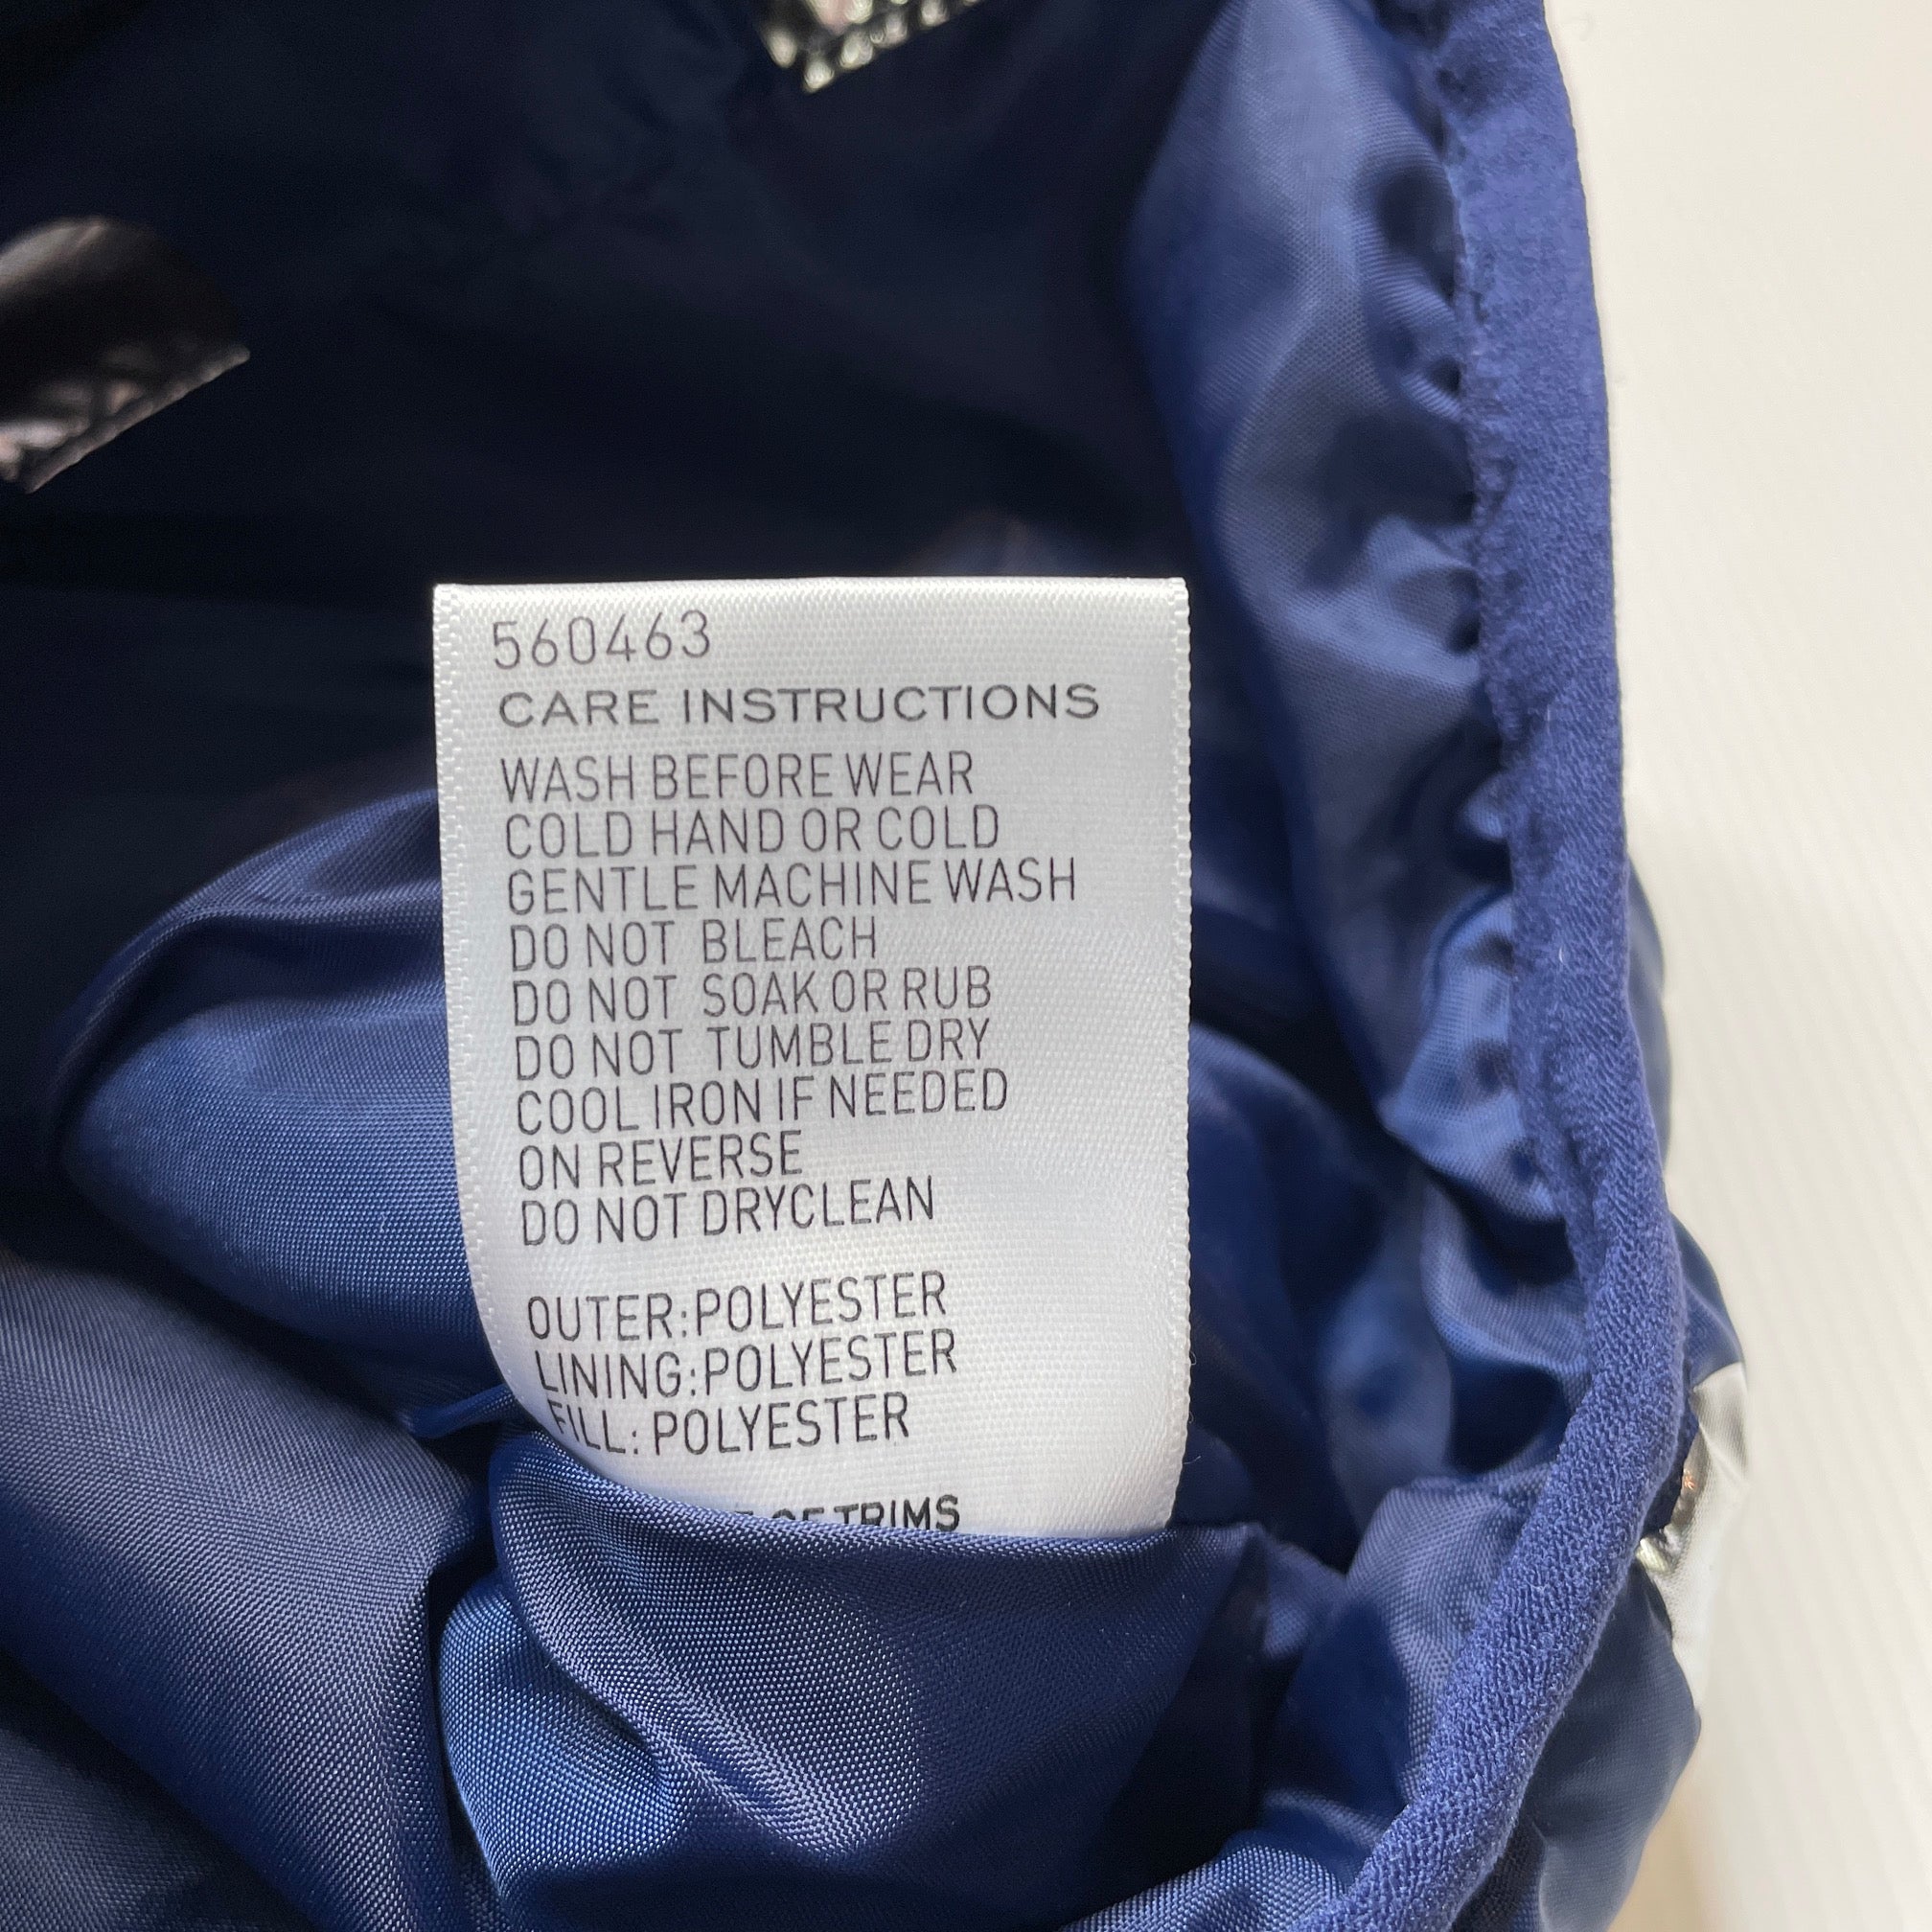 560463
CARE INSTRUCTIONS
WASH BEFORE WEAR
COLD HAND OR COLD
GENTLE MACHINE WASH
DO NOT BLEACH
DO NOT SOAK OR RUB
DO NOT TUMBLE DRY
COOL IRON IF NEEDED
ON REVERSE
DO NOT DRYCLEAN
OUTER:POLYESTER
LINING:POLYESTER
FILL: POLYESTER
OF TRIMS